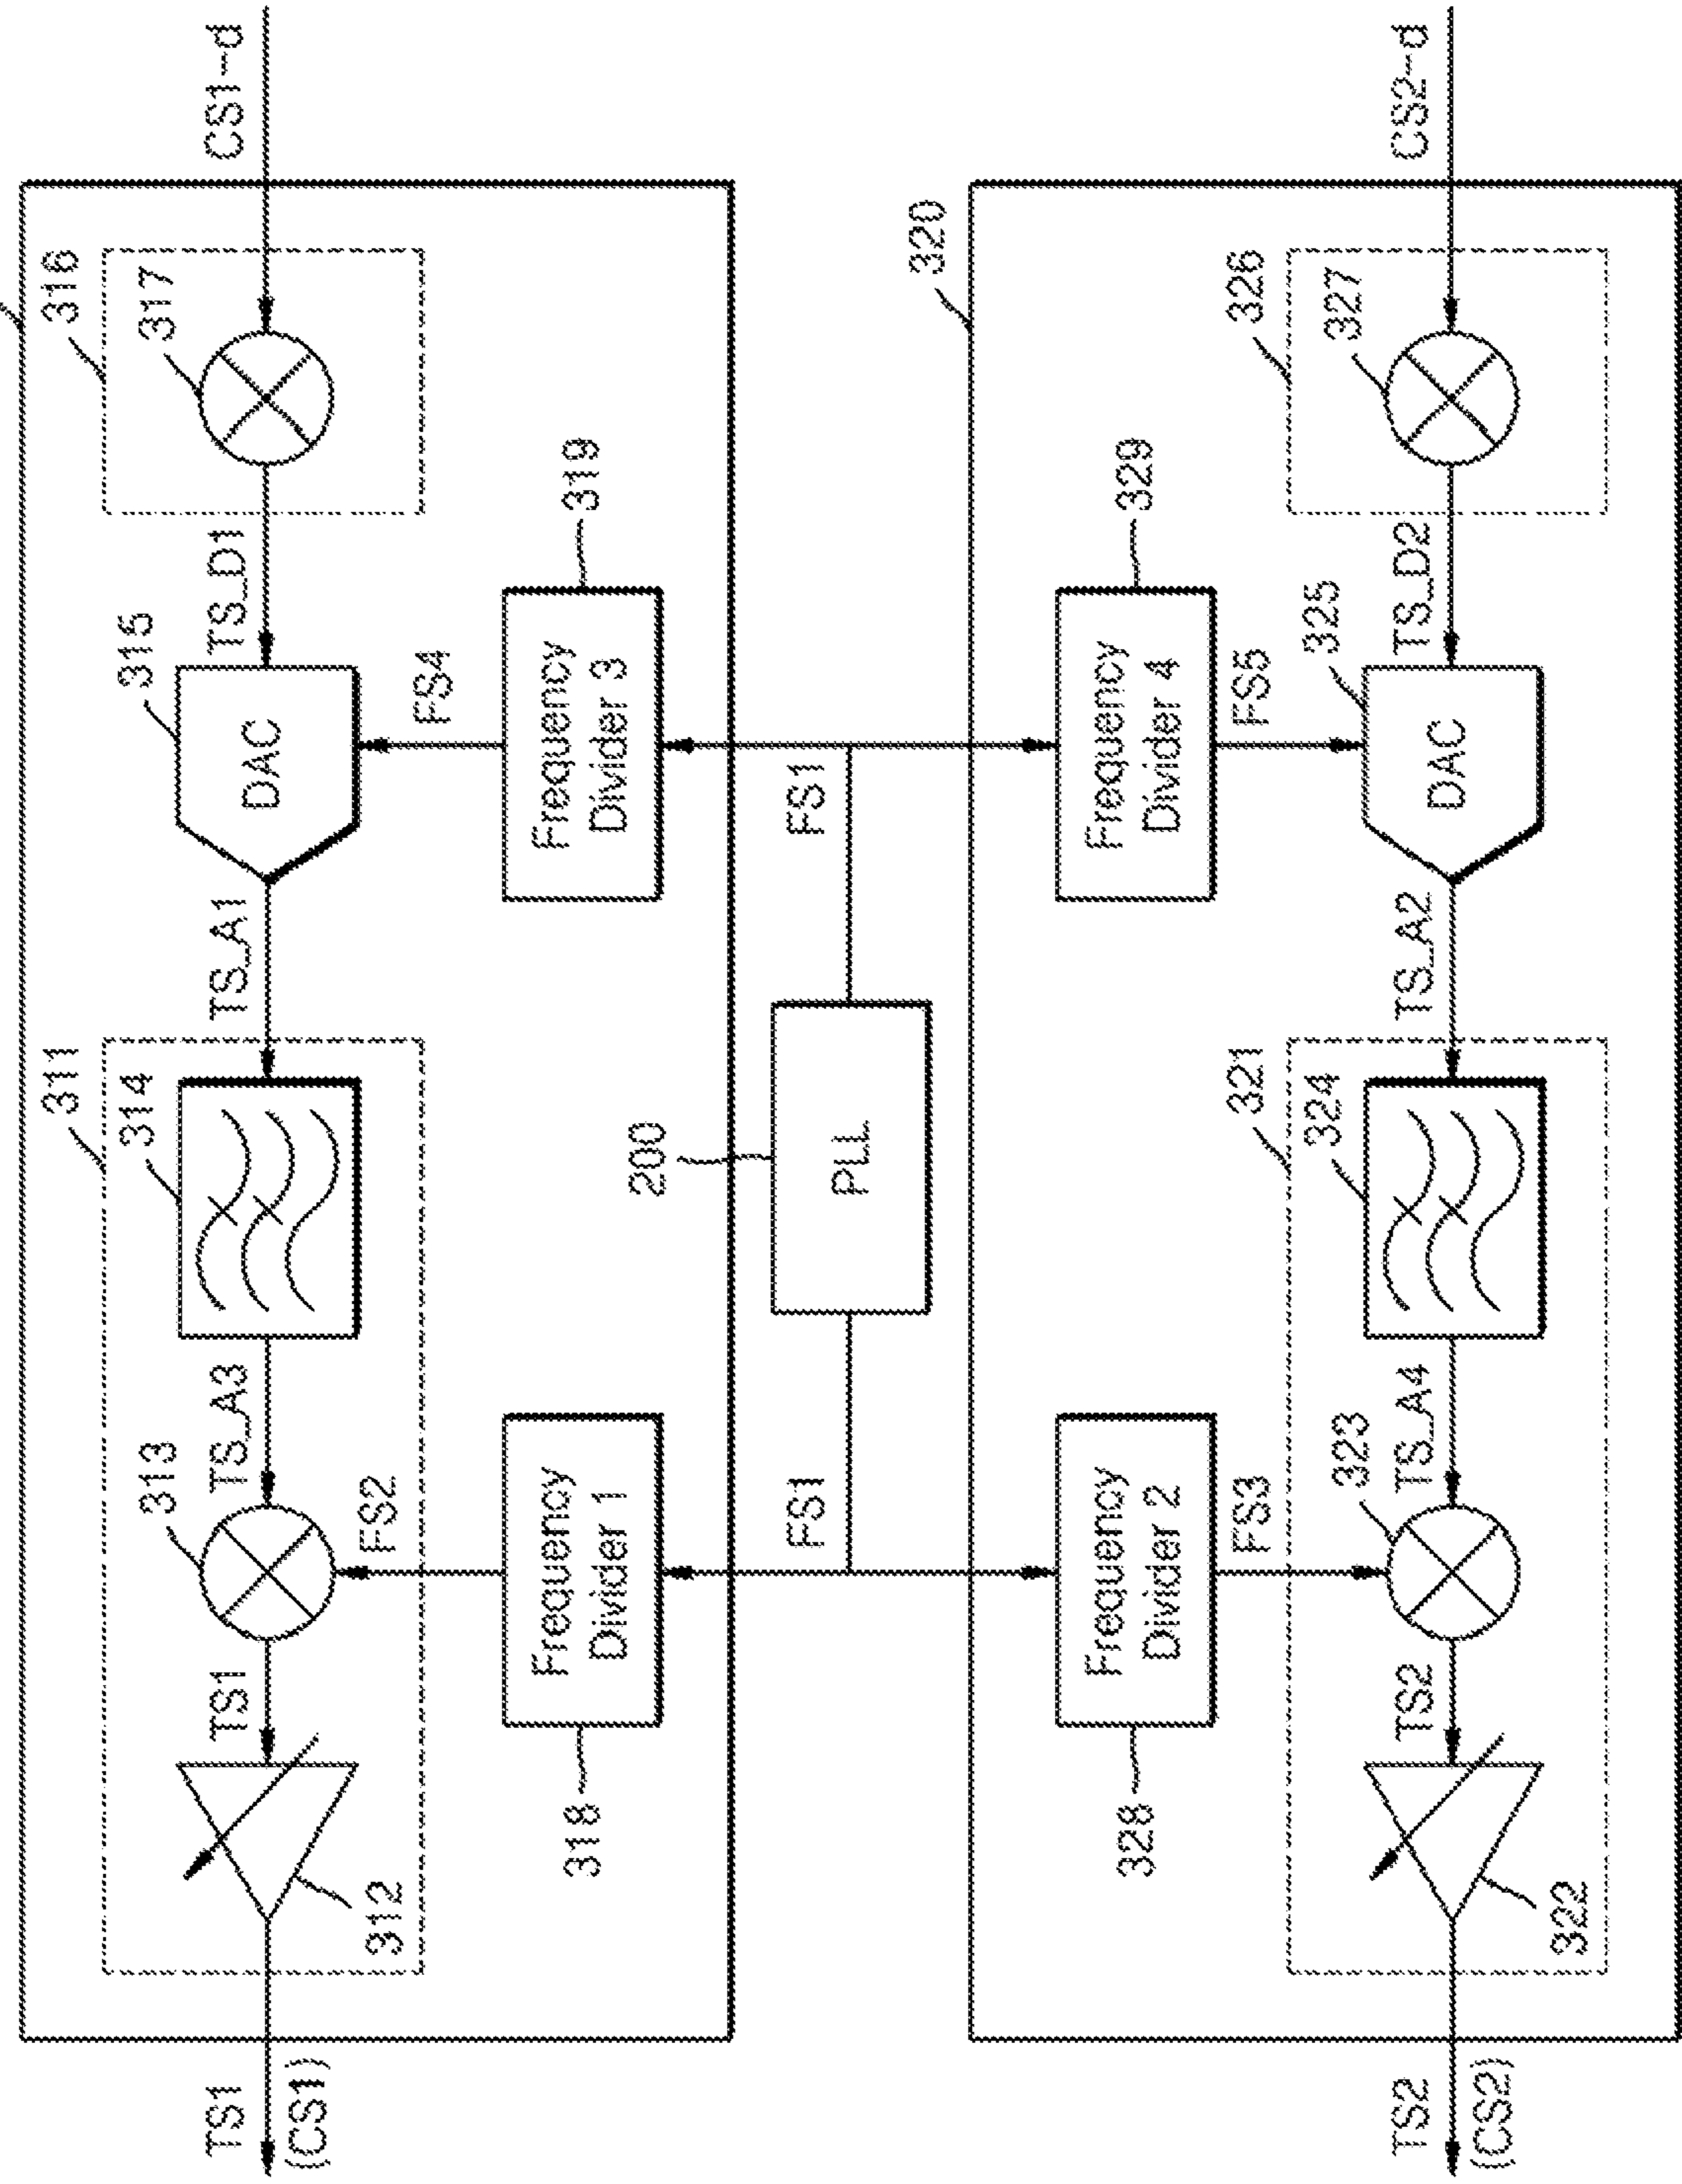 311
316
313
314
315
317
TS1
(CS1)
TS1
TS_A3
TS_A1
DAC
TS_D1
CS1-d
312
FS2
FS4
318
Frequency
Divider 1
Frequency
Divider 3
319
200
FS1
PLL
FS1
320
328
Frequency
Divider 2
Frequency
Divider 4
329
FS3
FS5
321
326
323
324
325
327
TS2
(CS2)
TS2
TS_A4
TS_A2
DAC
TS_D2
CS2-d
322